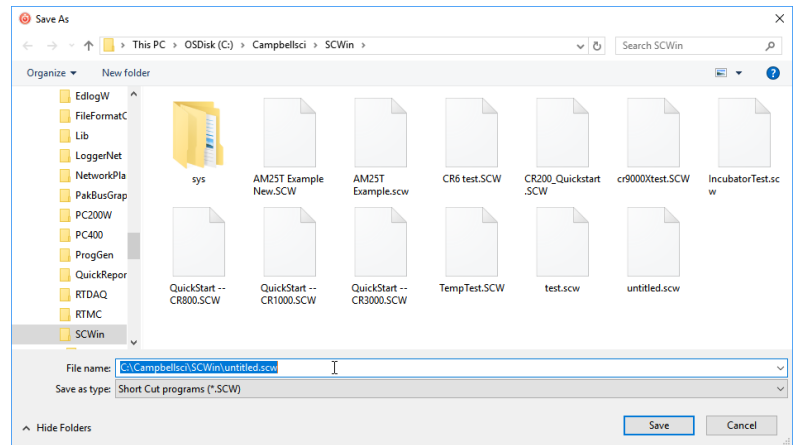 Save As
This PC > OSDisk (C:) > Campbellsci > SCWin >
Search SCWin
Organize
New folder
EdlogW
FileFormatC
Lib
LoggerNet
NetworkPla
PakBusGrap
PC200W
PC400
ProgGen
QuickRepor
RTDAQ
RTMC
SCWin
sys
AM25T Example
New.SCW
AM25T
Example.scw
CR6 test.SCW
CR200_Quickstart
.SCW
cr9000Xtest.SCW
IncubatorTest.sc
w
QuickStart --
CR800.SCW
QuickStart --
CR1000.SCW
QuickStart --
CR3000.SCW
TempTest.SCW
test.scw
untitled.scw
File name: C:\Campbellsci\SCWin\untitled.scw
Save as type: Short Cut programs (*.SCW)
Hide Folders
Save
Cancel